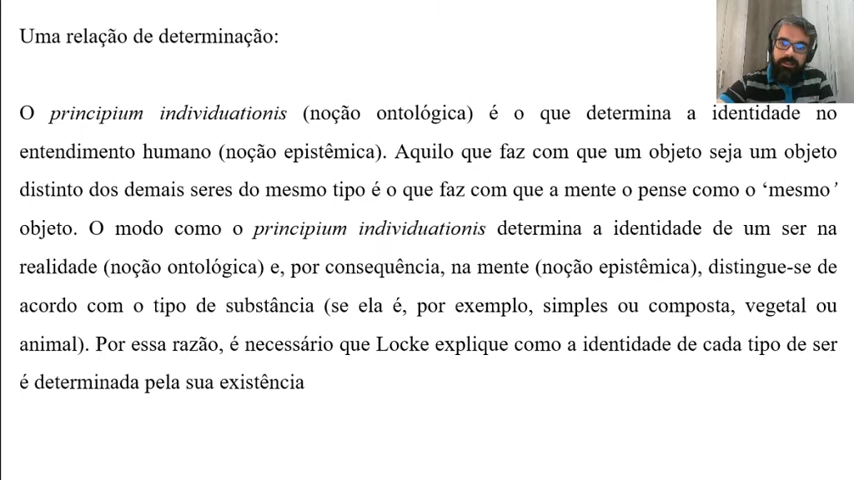 Uma relação de determinação:
O principium individuationis (noção ontológica) é o que determina a identidade no
entendimento humano (noção epistêmica). Aquilo que faz com que um objeto seja um objeto
distinto dos demais seres do mesmo tipo é o que faz com que a mente o pense como o ‘mesmo’
objeto. O modo como o principium individuationis determina a identidade de um ser na
realidade (noção ontológica) e, por consequência, na mente (noção epistêmica), distingue-se de
acordo com o tipo de substância (se ela é, por exemplo, simples ou composta, vegetal ou
animal). Por essa razão, é necessário que Locke explique como a identidade de cada tipo de ser
é determinada pela sua existência